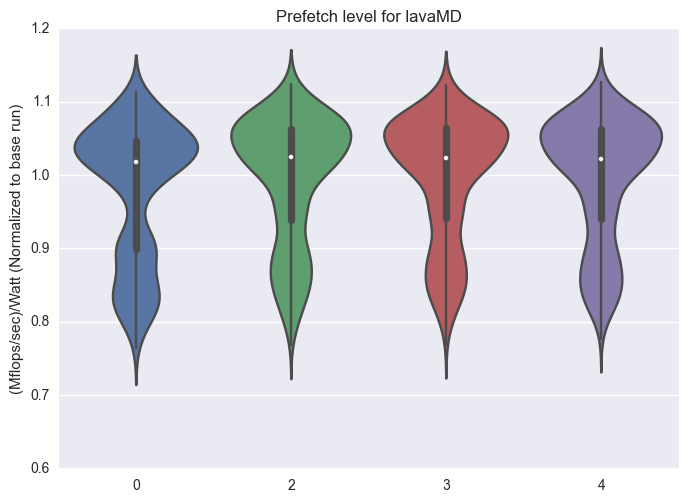 Prefetch level for lavaMD
(Mflops/sec)/Watt (Normalized to base run)
1.2
1.1
1.0
0.9
0.8
0.7
0.6
0 2 3 4